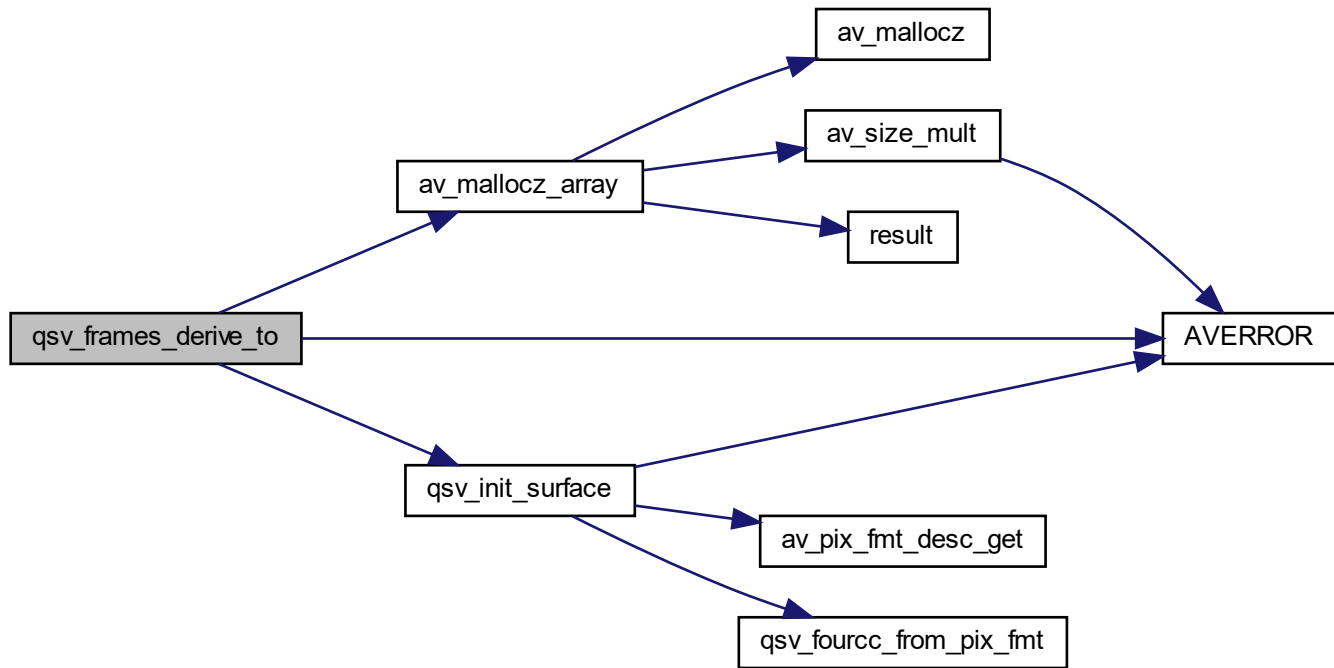 av_mallocz
av_size_mult
av_mallocz_array
result
qsv_frames_derive_to
AVERROR
qsv_init_surface
av_pix_fmt_desc_get
qsv_fourcc_from_pix_fmt